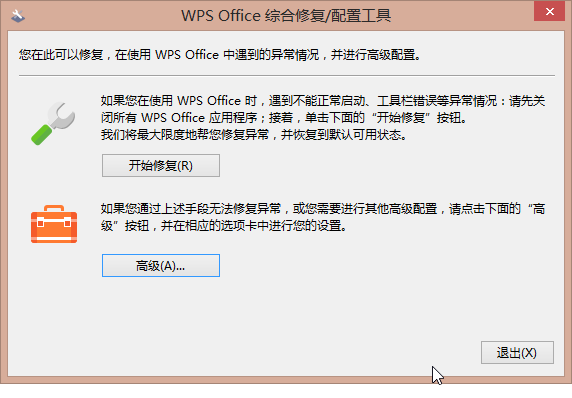 WPS Office 综合修复/配置工具
您在此可以修复，在使用 WPS Office 中遇到的异常情况，并进行高级配置。
如果您在使用 WPS Office 时，遇到不能正常启动、工具栏错误等异常情况：请先关
闭所有 WPS Office 应用程序；接着，单击下面的“开始修复”按钮。
我们将最大限度地帮您修复异常，并恢复到默认可用状态。
开始修复(R)
如果您通过上述手段无法修复异常，或您需要进行其他高级配置，请点击下面的“高
级”按钮，并在相应的选项卡中进行您的设置。
高级(A)...
退出(X)